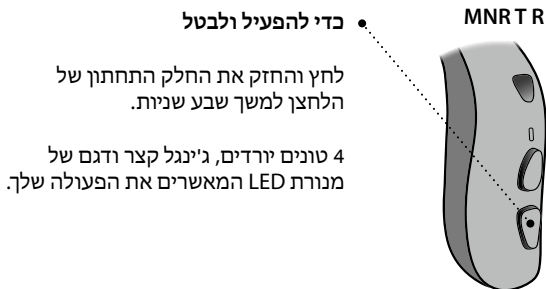 MNR T R
כדי להפעיל ולבטל
לחץ והחזק את החלק התחתון של
הלחצן למשך שבע שניות.
4 טונים יורדים, ג'ינגל קצר ודגם של
מנורת LED המאשרים את הפעולה שלך.